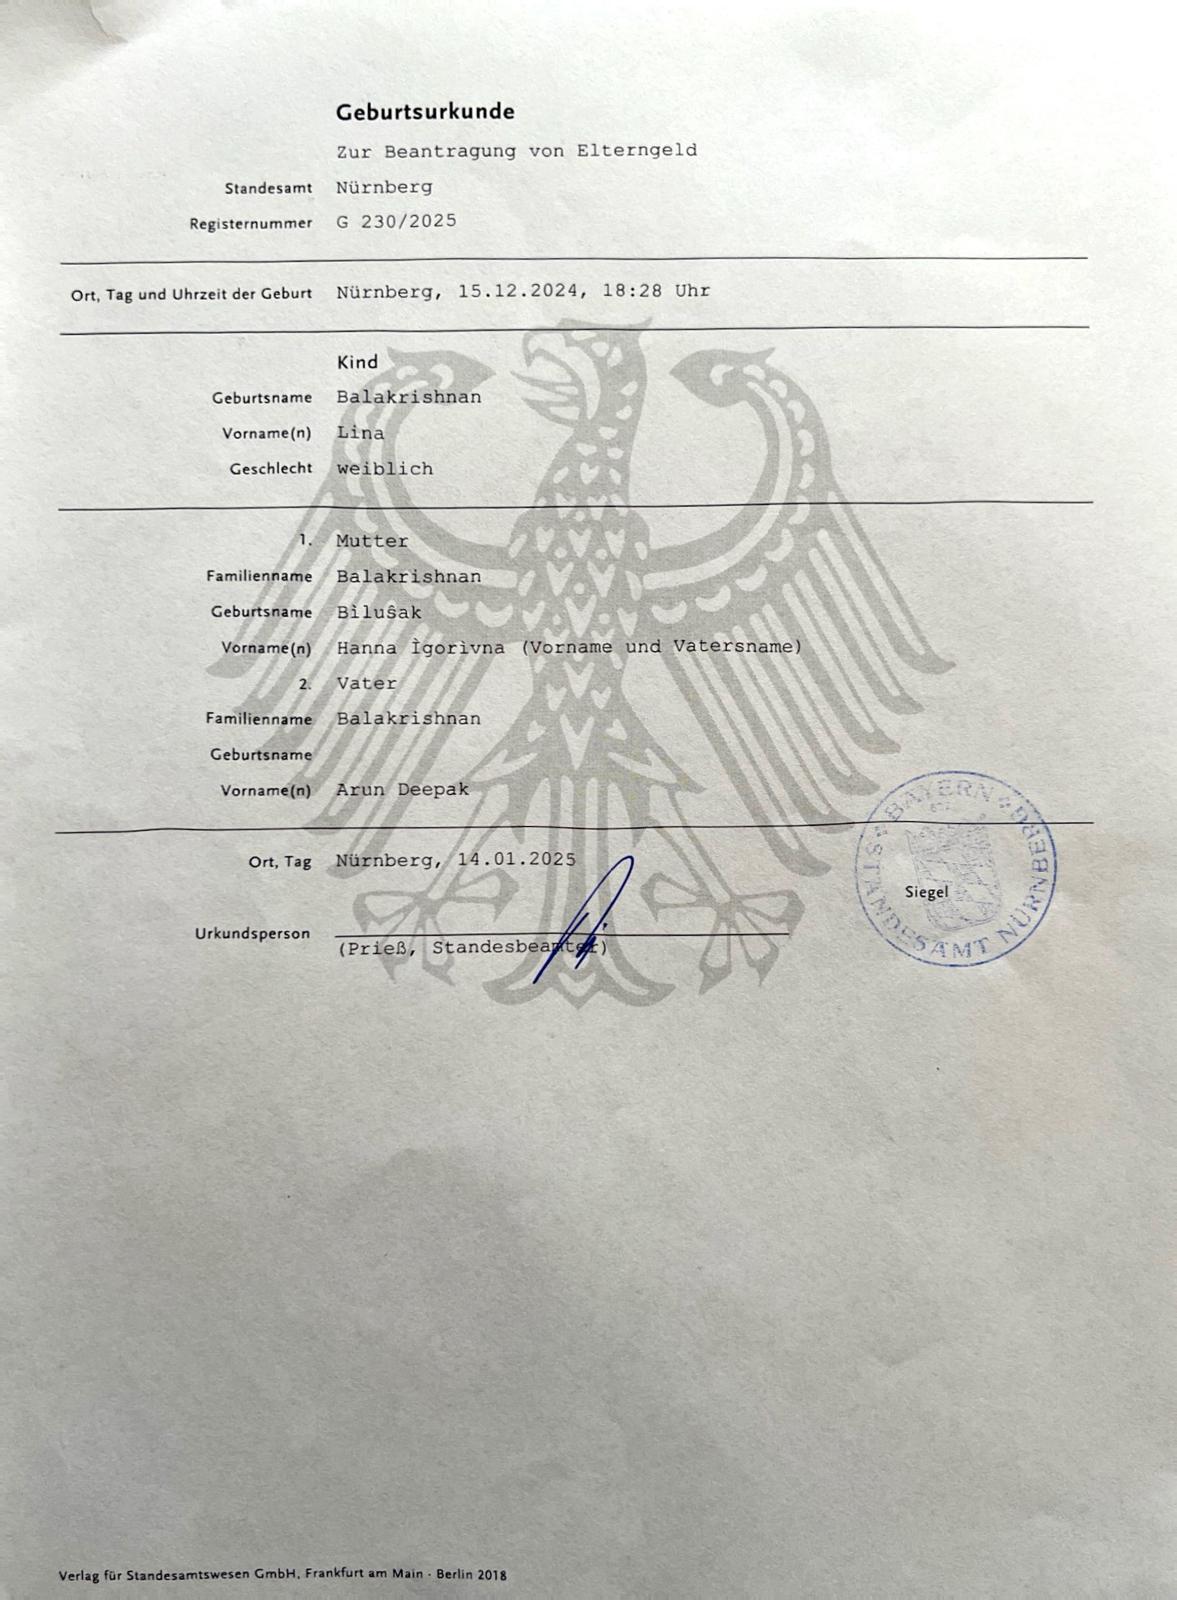 Geburtsurkunde
Zur Beantragung von Elterngeld
Standesamt Nürnberg
Registernummer G 230/2025
Ort, Tag und Uhrzeit der Geburt Nürnberg, 15.12.2024, 18:28 Uhr
Kind
Geburtsname Balakrishnan
Vorname(n) Lina
Geschlecht weiblich
1. Mutter
Familienname Balakrishnan
Geburtsname Bìluŝak
Vorname(n) Hanna Ìgorìvna (Vorname und Vatersname)
2. Vater
Familienname Balakrishnan
Geburtsname
Vorname(n) Arun Deepak
Ort, Tag Nürnberg, 14.01.2025
Siegel
BAYERN
STANDESAMT NÜRNBERG
Urkundsperson
(Prieß, Standesbeamter)
Verlag für Standesamtswesen GmbH, Frankfurt am Main · Berlin 2018